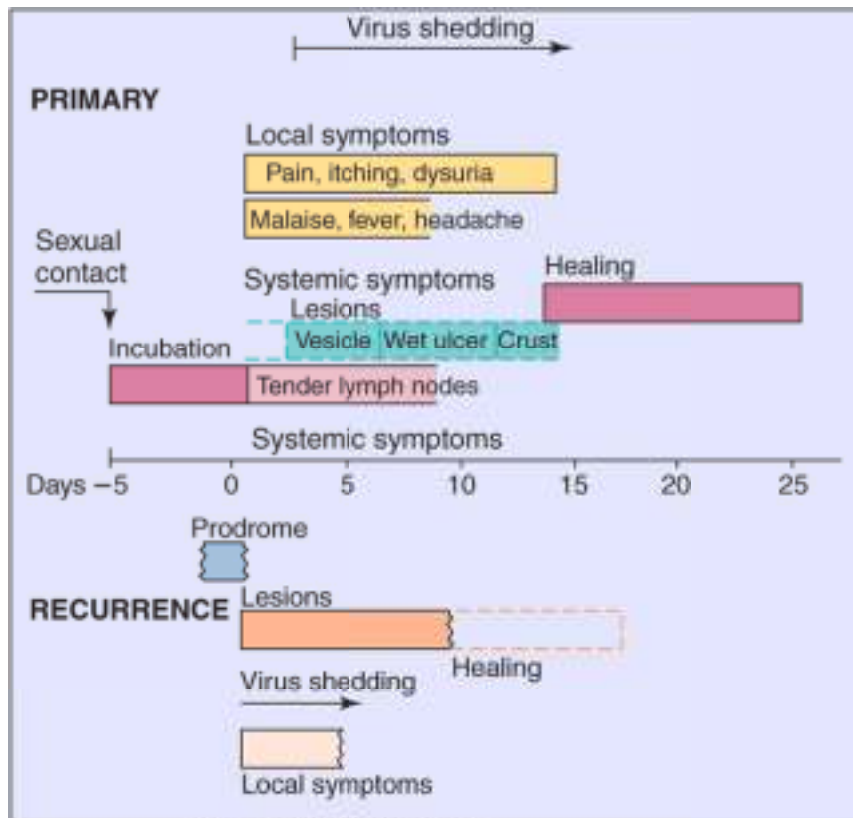 Virus shedding
PRIMARY
Local symptoms
Pain, itching, dysuria
Malaise, fever, headache
Sexual
contact
Systemic symptoms
Healing
Lesions
Vesicle Wet ulcer Crust
Incubation
Tender lymph nodes
Systemic symptoms
Days –5 0 5 10 15 20 25
Prodrome
RECURRENCE
Lesions
Healing
Virus shedding
Local symptoms